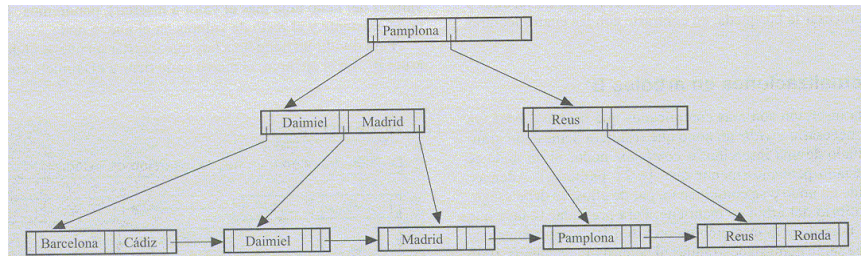 Pamplona
Daimiel Madrid
Reus
Barcelona Cádiz
Daimiel
Madrid
Pamplona
Reus Ronda